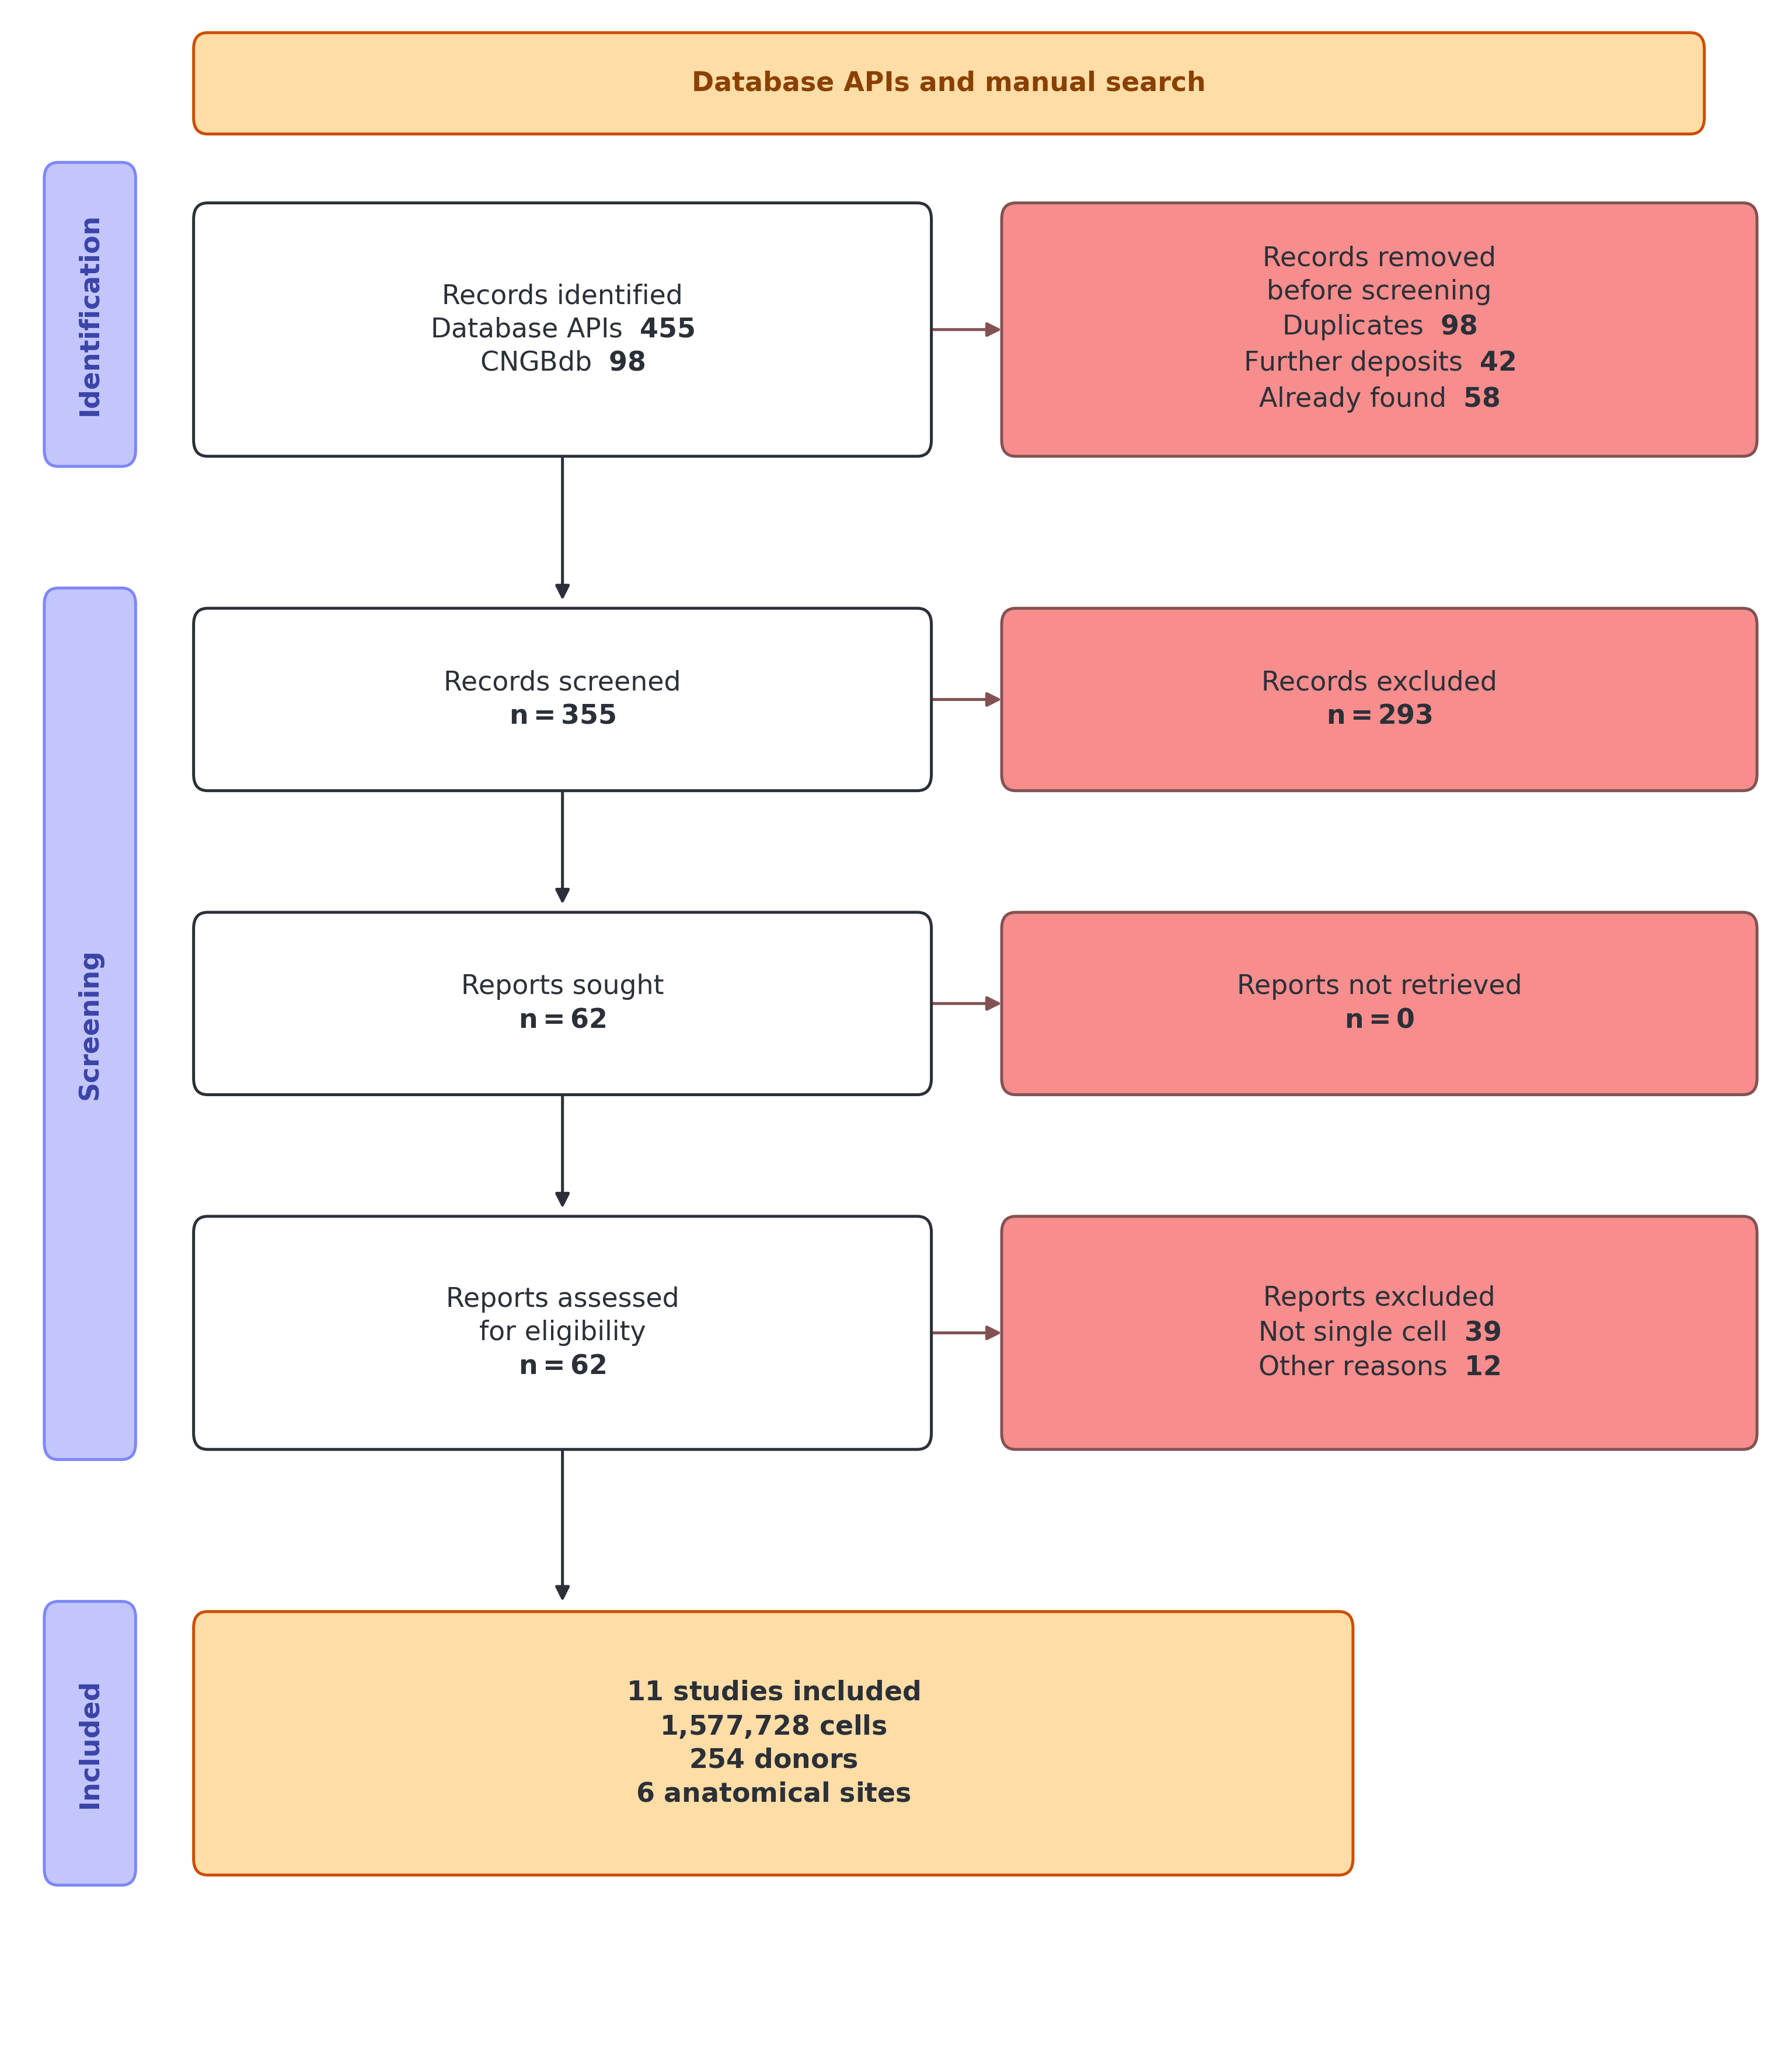 Database APIs and manual search
Identification
Records identified
Database APIs 455
CNGBdb 98
Records removed
before screening
Duplicates 98
Further deposits 42
Already found 58
Screening
Records screened
n = 355
Records excluded
n = 293
Reports sought
n = 62
Reports not retrieved
n = 0
Reports assessed
for eligibility
n = 62
Reports excluded
Not single cell 39
Other reasons 12
Included
11 studies included
1,577,728 cells
254 donors
6 anatomical sites